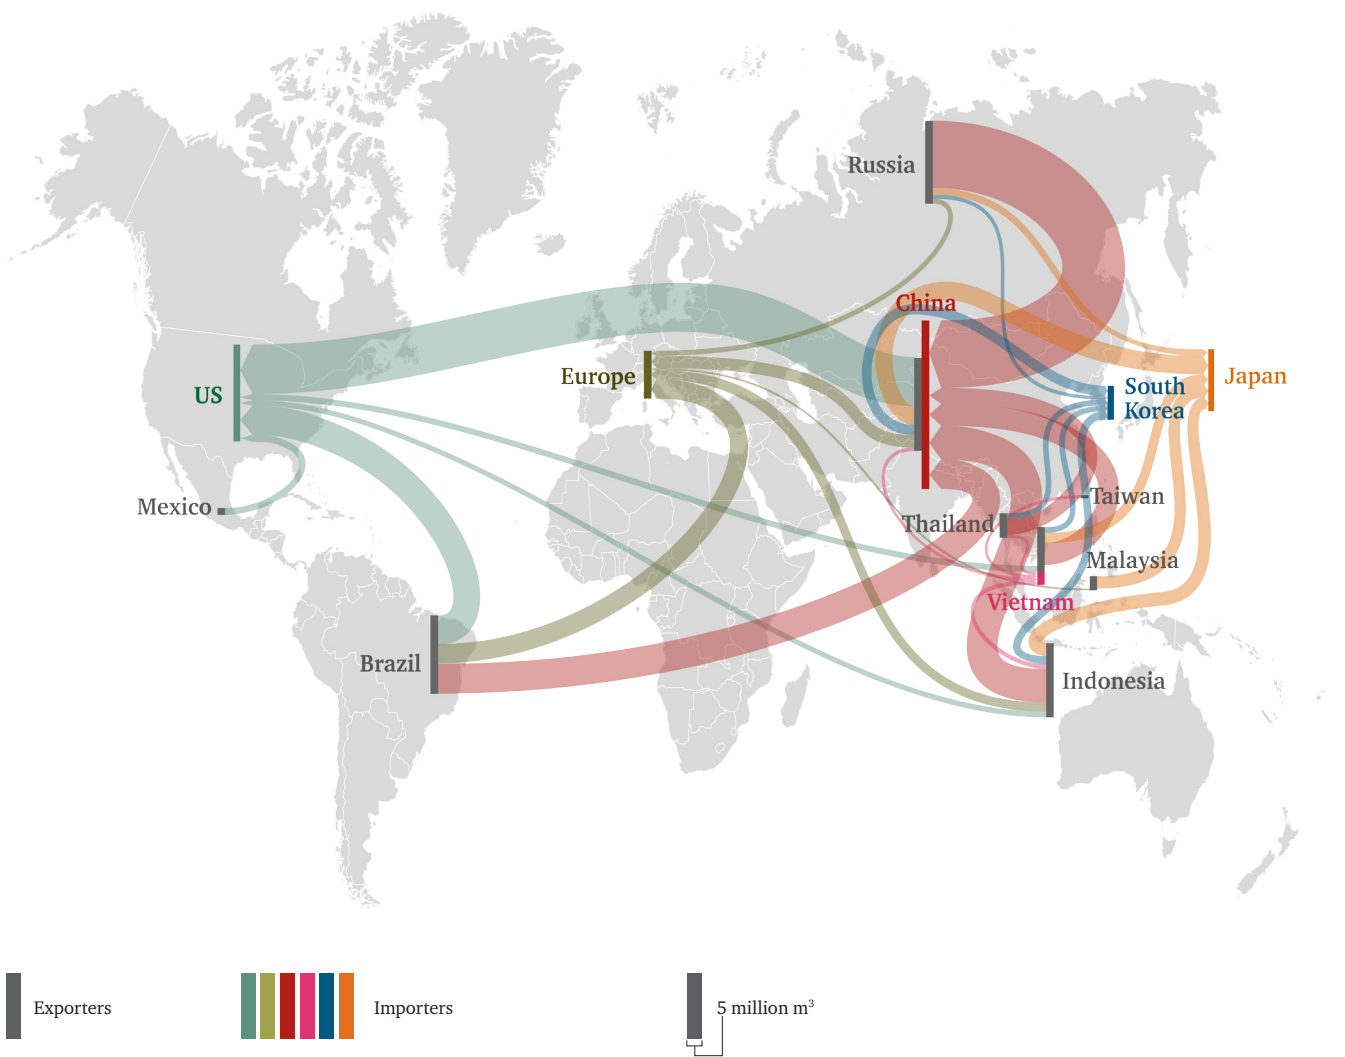 Russia
China
Europe
US
Japan
South
Korea
Mexico
Taiwan
Thailand
Malaysia
Vietnam
Brazil
Indonesia
Exporters
Importers
5 million m³